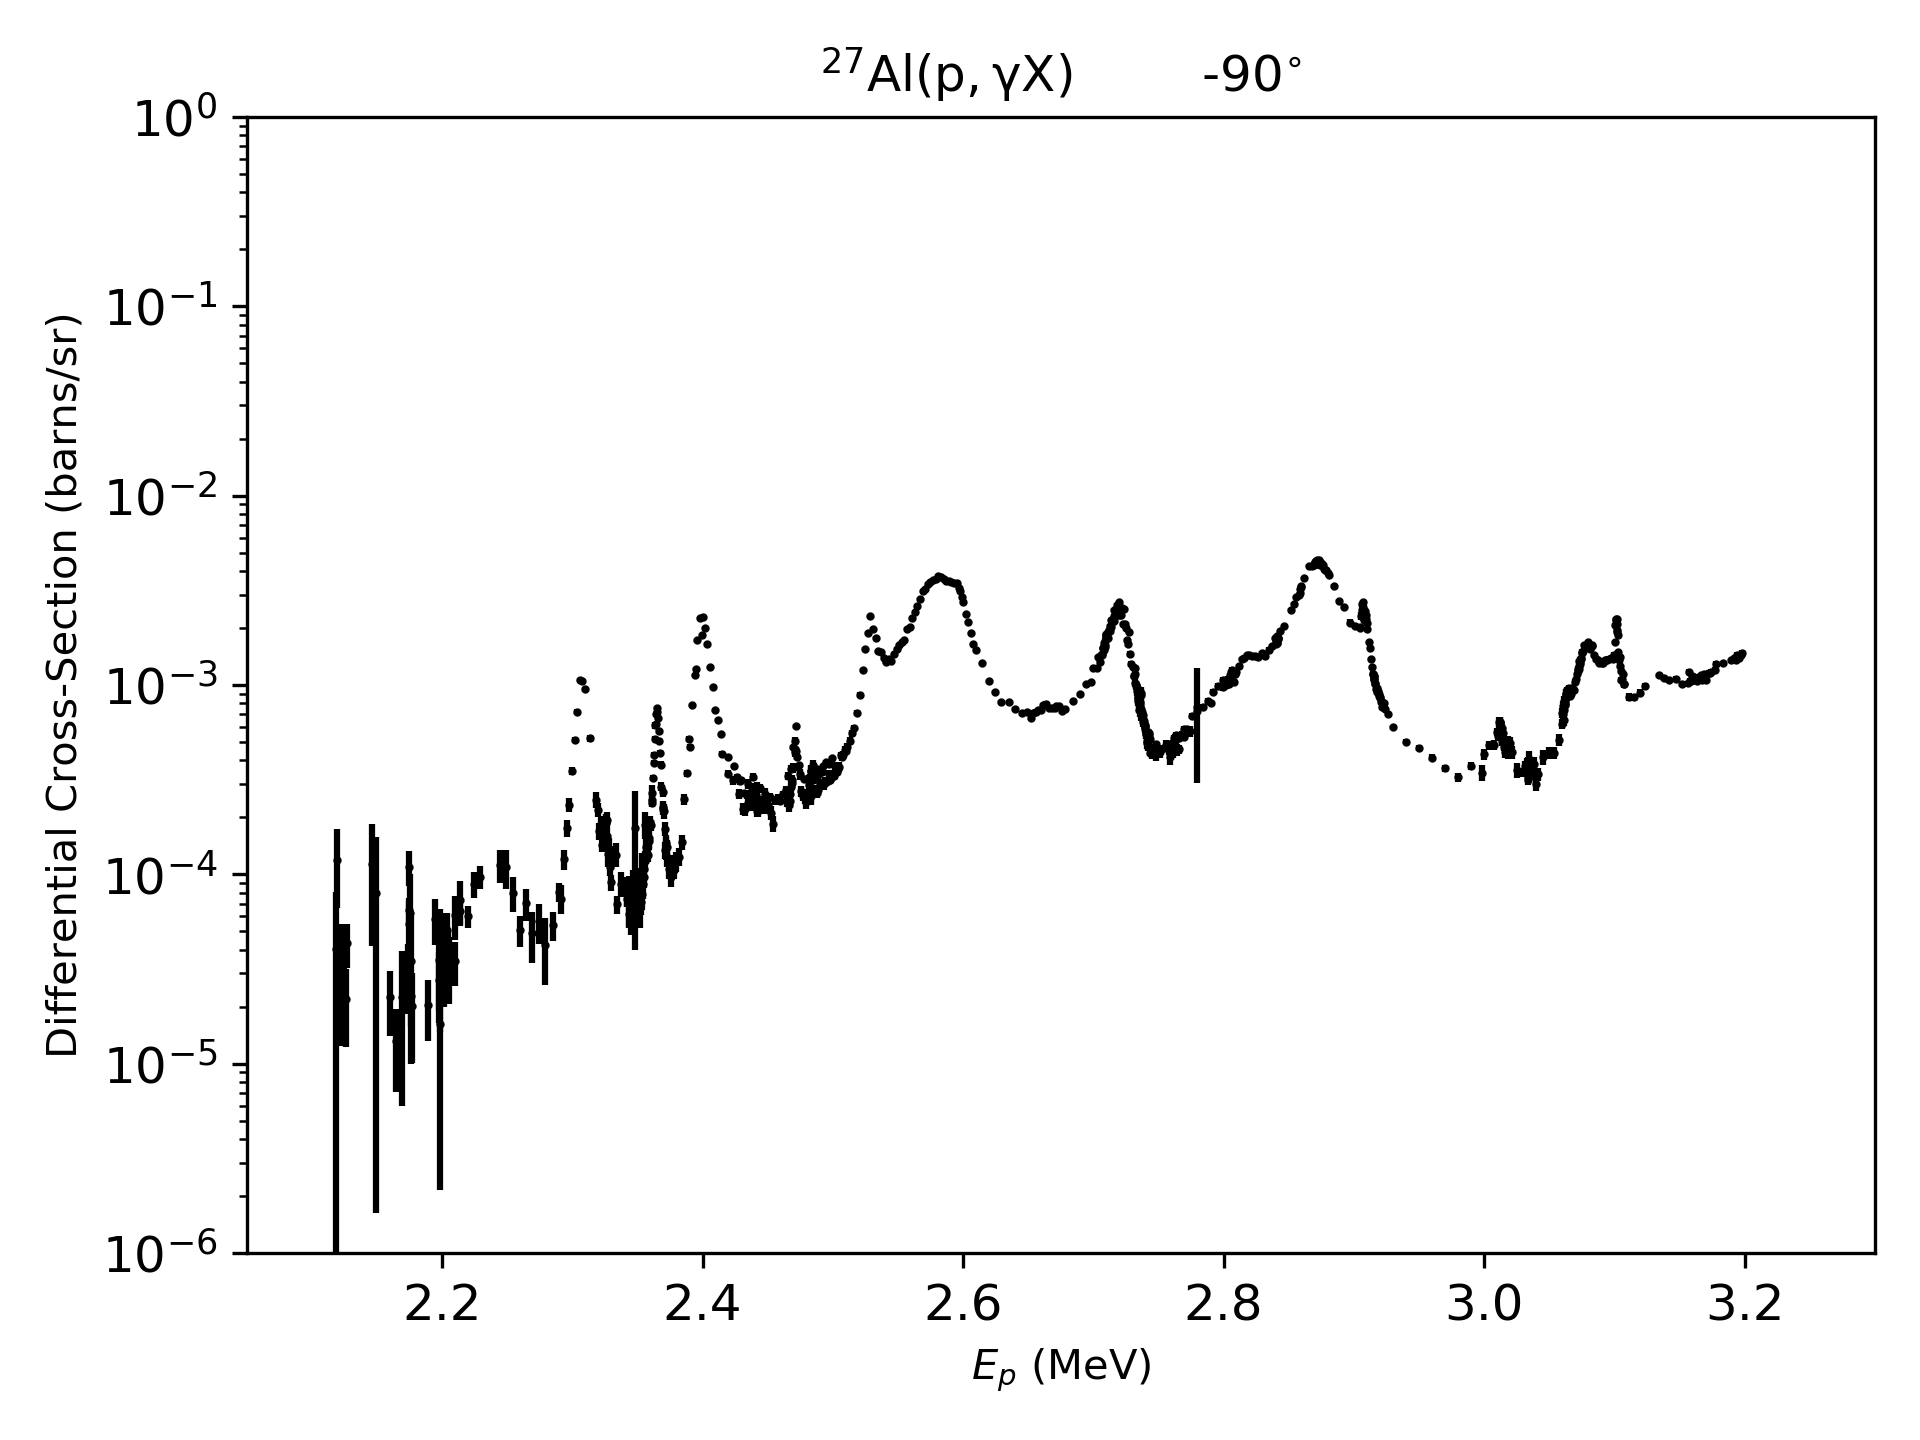 ²⁷Al(p, γX) -90°
10⁰
10⁻¹
10⁻²
10⁻³
10⁻⁴
10⁻⁵
10⁻⁶
Differential Cross-Section (barns/sr)
2.2 2.4 2.6 2.8 3.0 3.2
Eₚ (MeV)